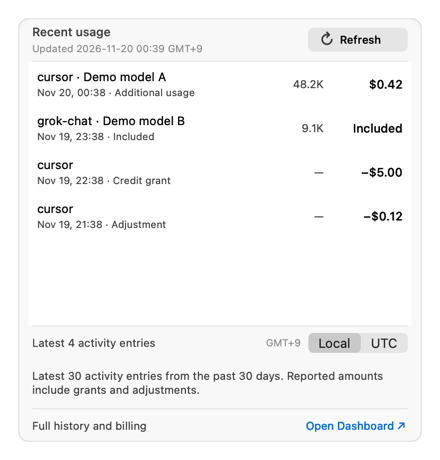 Recent usage
Updated 2026-11-20 00:39 GMT+9
Refresh
cursor · Demo model A
Nov 20, 00:38 · Additional usage
48.2K
$0.42
grok-chat · Demo model B
Nov 19, 23:38 · Included
9.1K
Included
cursor
Nov 19, 22:38 · Credit grant
—
−$5.00
cursor
Nov 19, 21:38 · Adjustment
—
−$0.12
Latest 4 activity entries
GMT+9
Local
UTC
Latest 30 activity entries from the past 30 days. Reported amounts
include grants and adjustments.
Full history and billing
Open Dashboard ↗